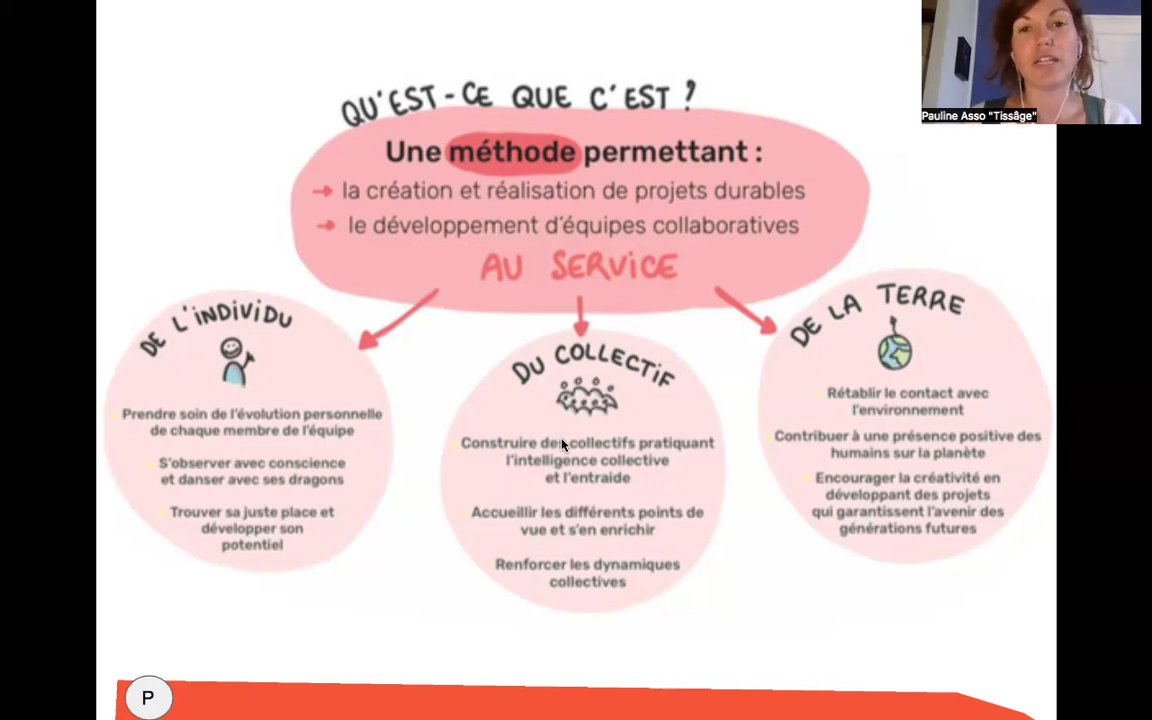 QU'EST-CE QUE C'EST ?
Une méthode permettant :
la création et réalisation de projets durables
le développement d'équipes collaboratives
AU SERVICE
DE L'INDIVIDU
Prendre soin de l'évolution personnelle
de chaque membre de l'équipe
S'observer avec conscience
et danser avec ses dragons
Trouver sa juste place et
développer son
potentiel
DU COLLECTIF
Construire des collectifs pratiquant
l'intelligence collective
et l'entraide
Accueillir les différents points de
vue et s'en enrichir
Renforcer les dynamiques
collectives
DE LA TERRE
Rétablir le contact avec
l'environnement
Contribuer à une présence positive des
humains sur la planète
Encourager la créativité en
développant des projets
qui garantissent l'avenir des
générations futures
Pauline Asso "Tissâge"
P